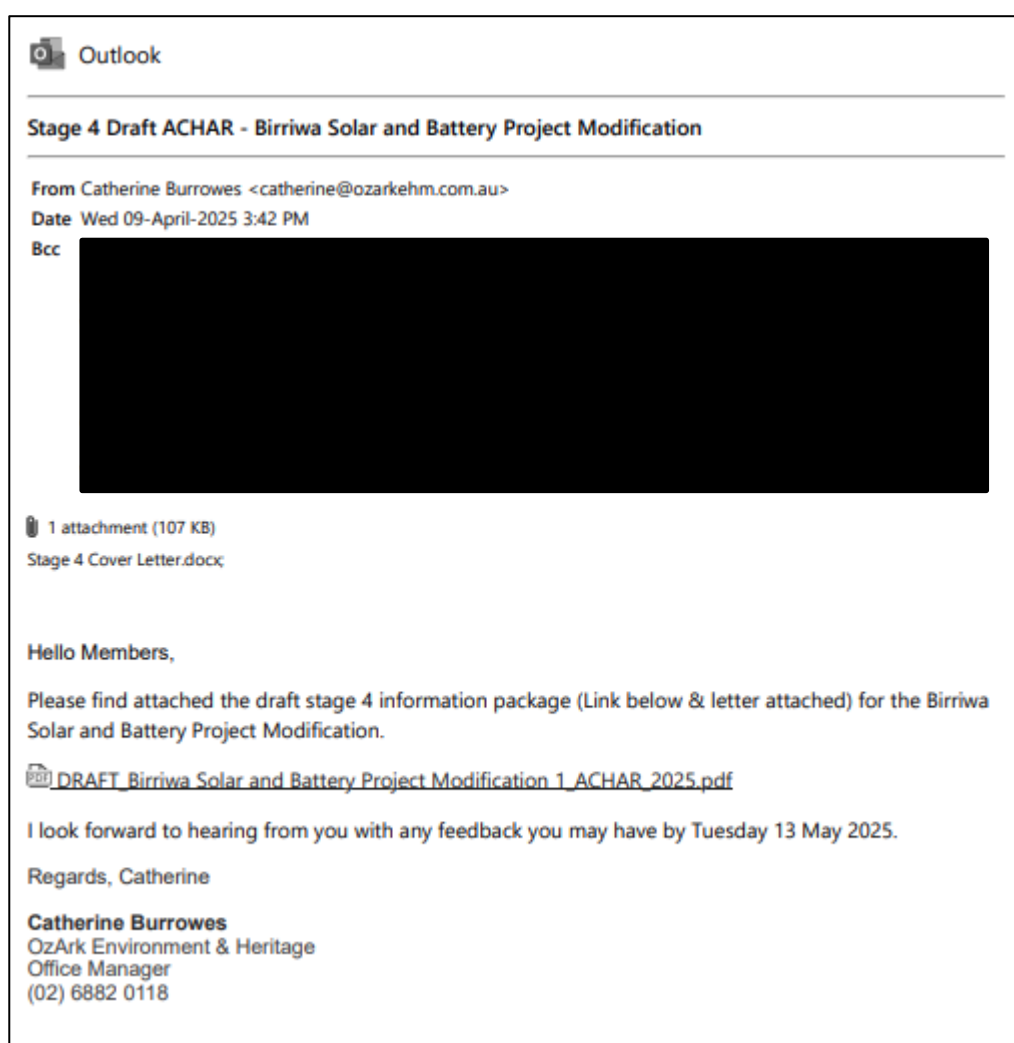 Outlook
Stage 4 Draft ACHAR - Birriwa Solar and Battery Project Modification
From Catherine Burrowes <catherine@ozarkehm.com.au>
Date Wed 09-April-2025 3:42 PM
Bcc
1 attachment (107 KB)
Stage 4 Cover Letter.docx;
Hello Members,
Please find attached the draft stage 4 information package (Link below & letter attached) for the Birriwa
Solar and Battery Project Modification.
DRAFT_Birriwa Solar and Battery Project Modification 1_ACHAR_2025.pdf
I look forward to hearing from you with any feedback you may have by Tuesday 13 May 2025.
Regards, Catherine
Catherine Burrowes
OzArk Environment & Heritage
Office Manager
(02) 6882 0118